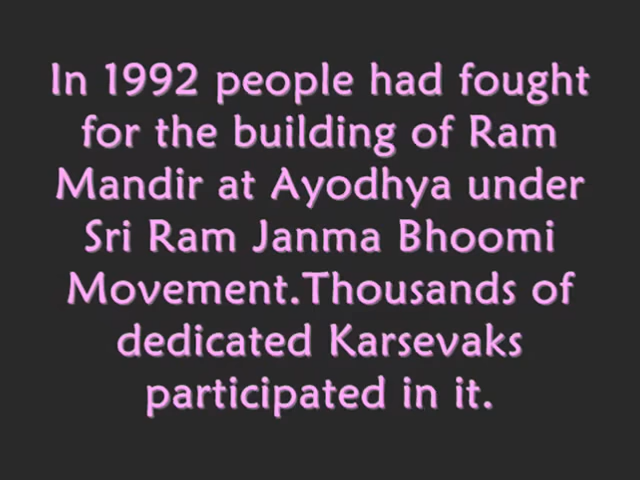 In 1992 people had fought
for the building of Ram
Mandir at Ayodhya under
Sri Ram Janma Bhoomi
Movement.Thousands of
dedicated Karsevaks
participated in it.